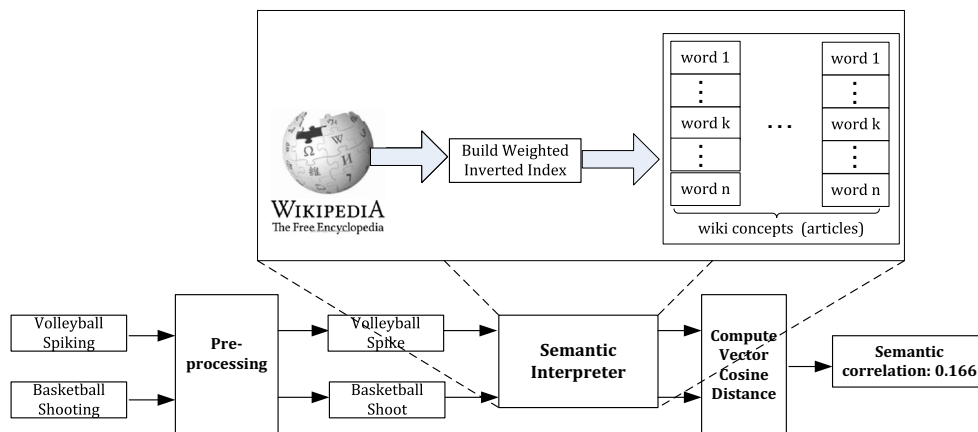 word 1
word 1
word k
...
word k
Build Weighted
Inverted Index
word n
word n
WIKIPEDIA
The Free Encyclopedia
wiki concepts (articles)
Volleyball
Spiking
Pre-
processing
Volleyball
Spike
Semantic
Interpreter
Compute
Vector
Cosine
Distance
Semantic
correlation: 0.166
Basketball
Shooting
Basketball
Shoot